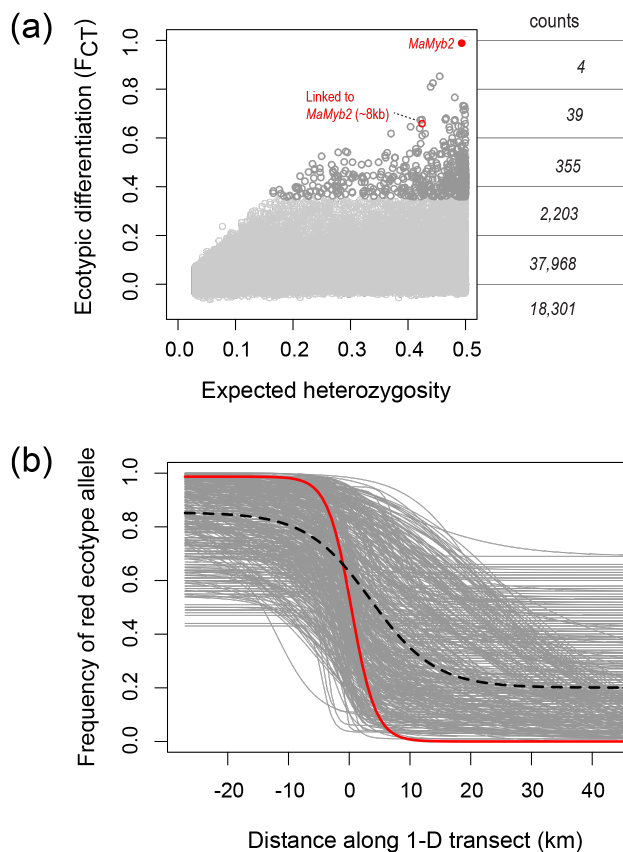 (a)
counts
Ecotypic differentiation (FCT)
1.0
0.8
0.6
0.4
0.2
0.0
MaMyb2
Linked to
MaMyb2 (~8kb)
4
39
355
2,203
37,968
18,301
0.0 0.1 0.2 0.3 0.4 0.5
Expected heterozygosity
(b)
Frequency of red ecotype allele
1.0
0.8
0.6
0.4
0.2
0.0
-20 -10 0 10 20 30 40
Distance along 1-D transect (km)